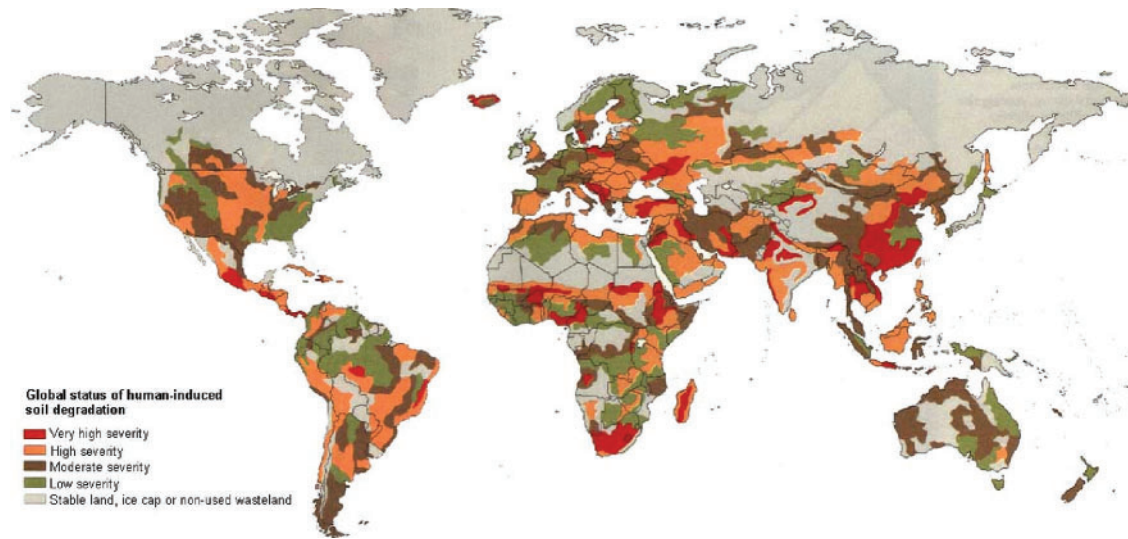 Global status of human-induced
soil degradation
Very high severity
High severity
Moderate severity
Low severity
Stable land, ice cap or non-used wasteland